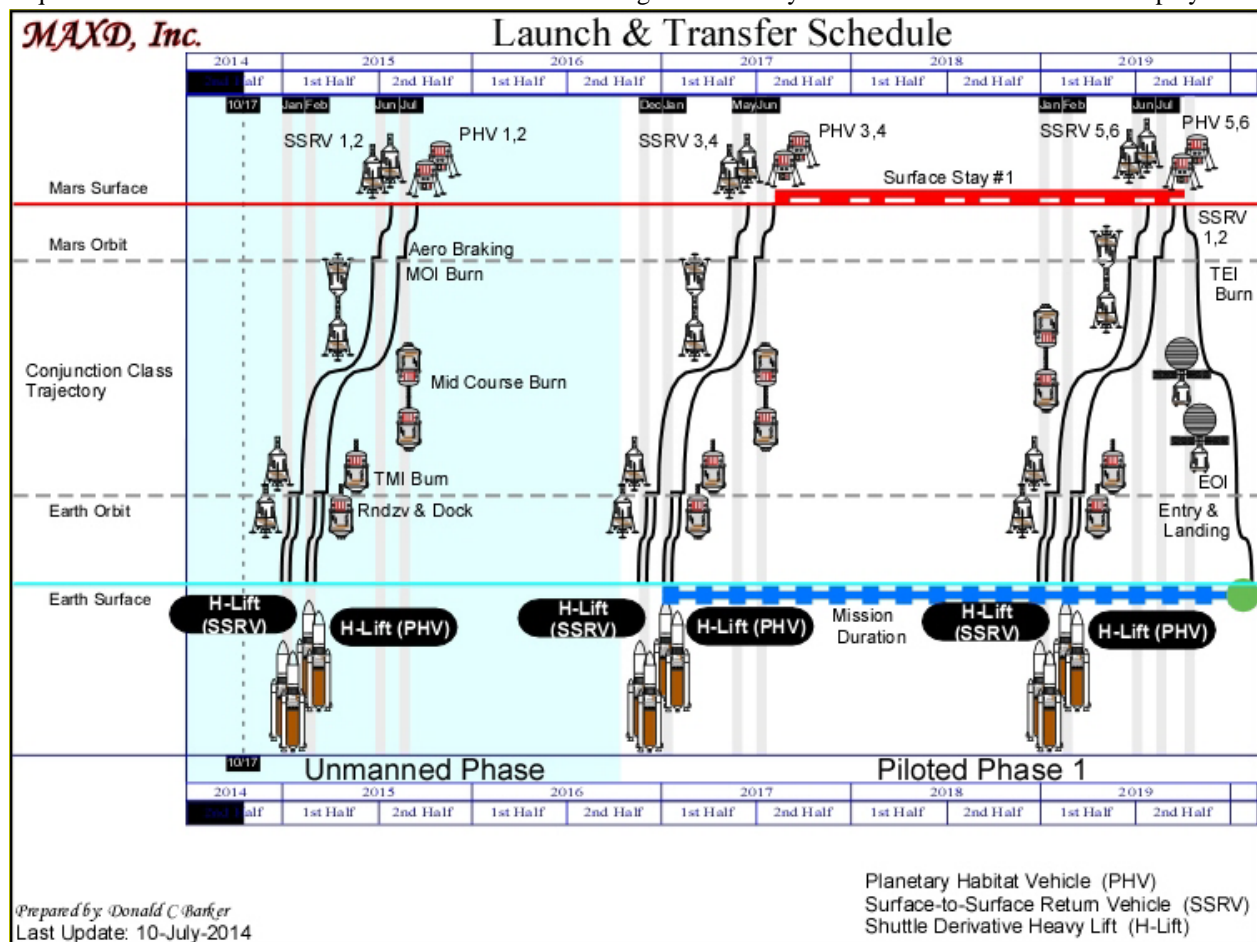 MAXD, Inc.
Launch & Transfer Schedule
2014 2015 2016 2017 2018 2019
2nd Half 1st Half 2nd Half 1st Half 2nd Half 1st Half 2nd Half 1st Half 2nd Half 1st Half 2nd Half
10/17 Jan Feb Jun Jul Dec Jan May Jun Jan Feb Jun Jul
SSRV 1,2 PHV 1,2 SSRV 3,4 PHV 3,4 SSRV 5,6 PHV 5,6
Mars Surface
Surface Stay #1
SSRV
1,2
Mars Orbit
Aero Braking
MOI Burn
TEI
Burn
Conjunction Class
Trajectory
Mid Course Burn
TMI Burn
EOI
Earth Orbit
Rndzv & Dock
Entry &
Landing
Earth Surface
H-Lift
(SSRV)
H-Lift (PHV)
H-Lift
(SSRV)
H-Lift (PHV)
Mission
Duration
H-Lift
(SSRV)
H-Lift (PHV)
10/17
Unmanned Phase
Piloted Phase 1
2014 2015 2016 2017 2018 2019
Half 1st Half 2nd Half 1st Half 2nd Half 1st Half 2nd Half 1st Half 2nd Half 1st Half 2nd Half
Planetary Habitat Vehicle (PHV)
Surface-to-Surface Return Vehicle (SSRV)
Shuttle Derivative Heavy Lift (H-Lift)
Prepared by: Donald C Barker
Last Update: 10-July-2014